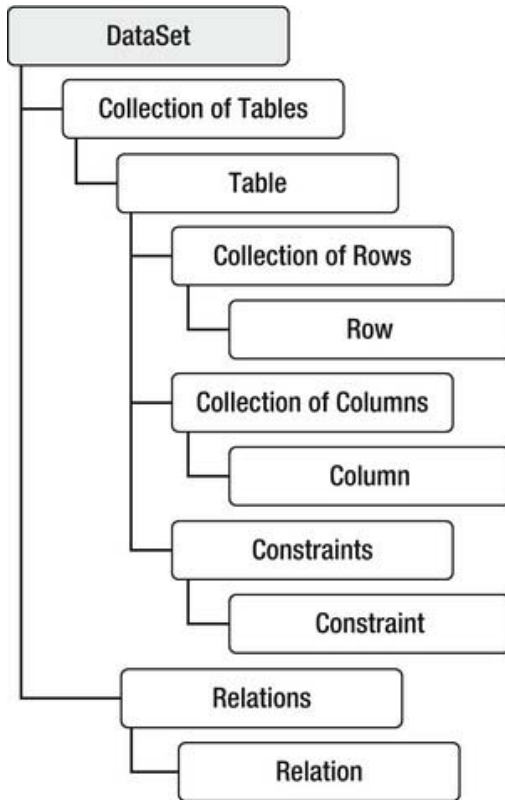 DataSet
Collection of Tables
Table
Collection of Rows
Row
Collection of Columns
Column
Constraints
Constraint
Relations
Relation